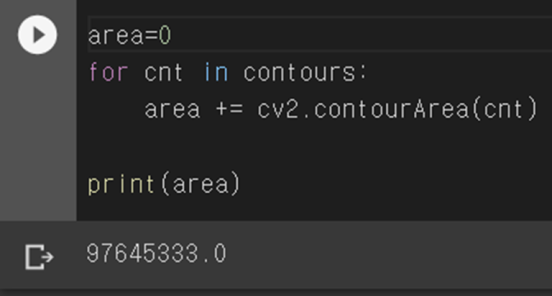 area=0
for cnt in contours:
    area += cv2.contourArea(cnt)
print(area)
97645333.0